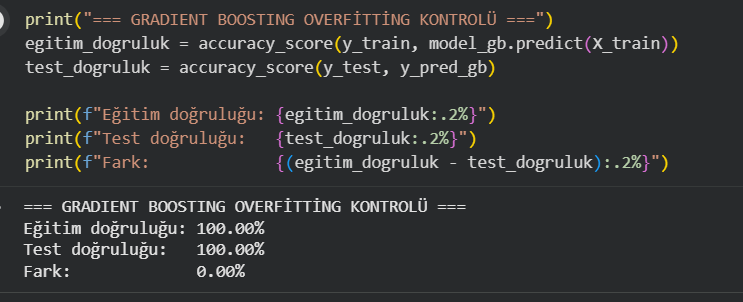 print("=== GRADIENT BOOSTING OVERFİTTİNG KONTROLÜ ===")
egitim_dogruluk = accuracy_score(y_train, model_gb.predict(X_train))
test_dogruluk = accuracy_score(y_test, y_pred_gb)
print(f"Eğitim doğruluğu: {egitim_dogruluk:.2%}")
print(f"Test doğruluğu:   {test_dogruluk:.2%}")
print(f"Fark:             {(egitim_dogruluk - test_dogruluk):.2%}")
=== GRADIENT BOOSTING OVERFİTTİNG KONTROLÜ ===
Eğitim doğruluğu: 100.00%
Test doğruluğu:   100.00%
Fark:             0.00%